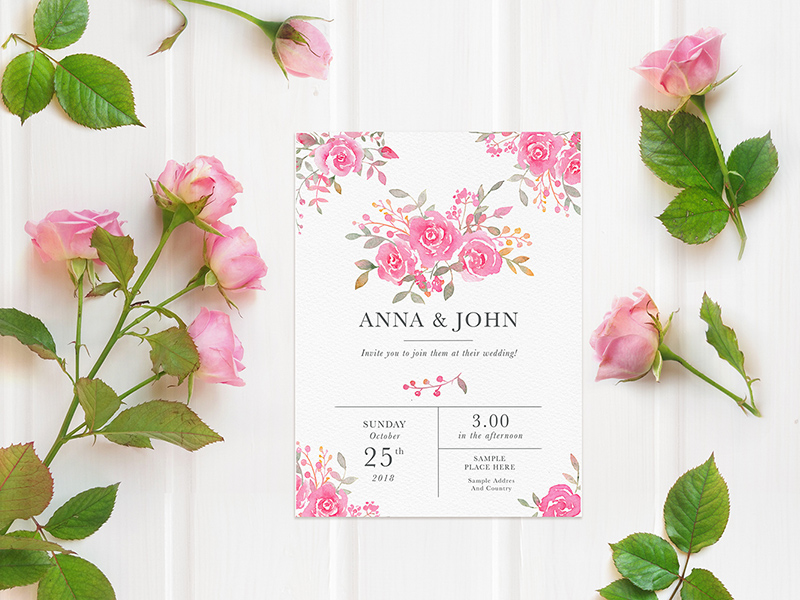 ANNA & JOHN
Invite you to join them at their wedding!
SUNDAY
October
25th
2018
3.00
in the afternoon
SAMPLE
PLACE HERE
Sample Addres
And Country